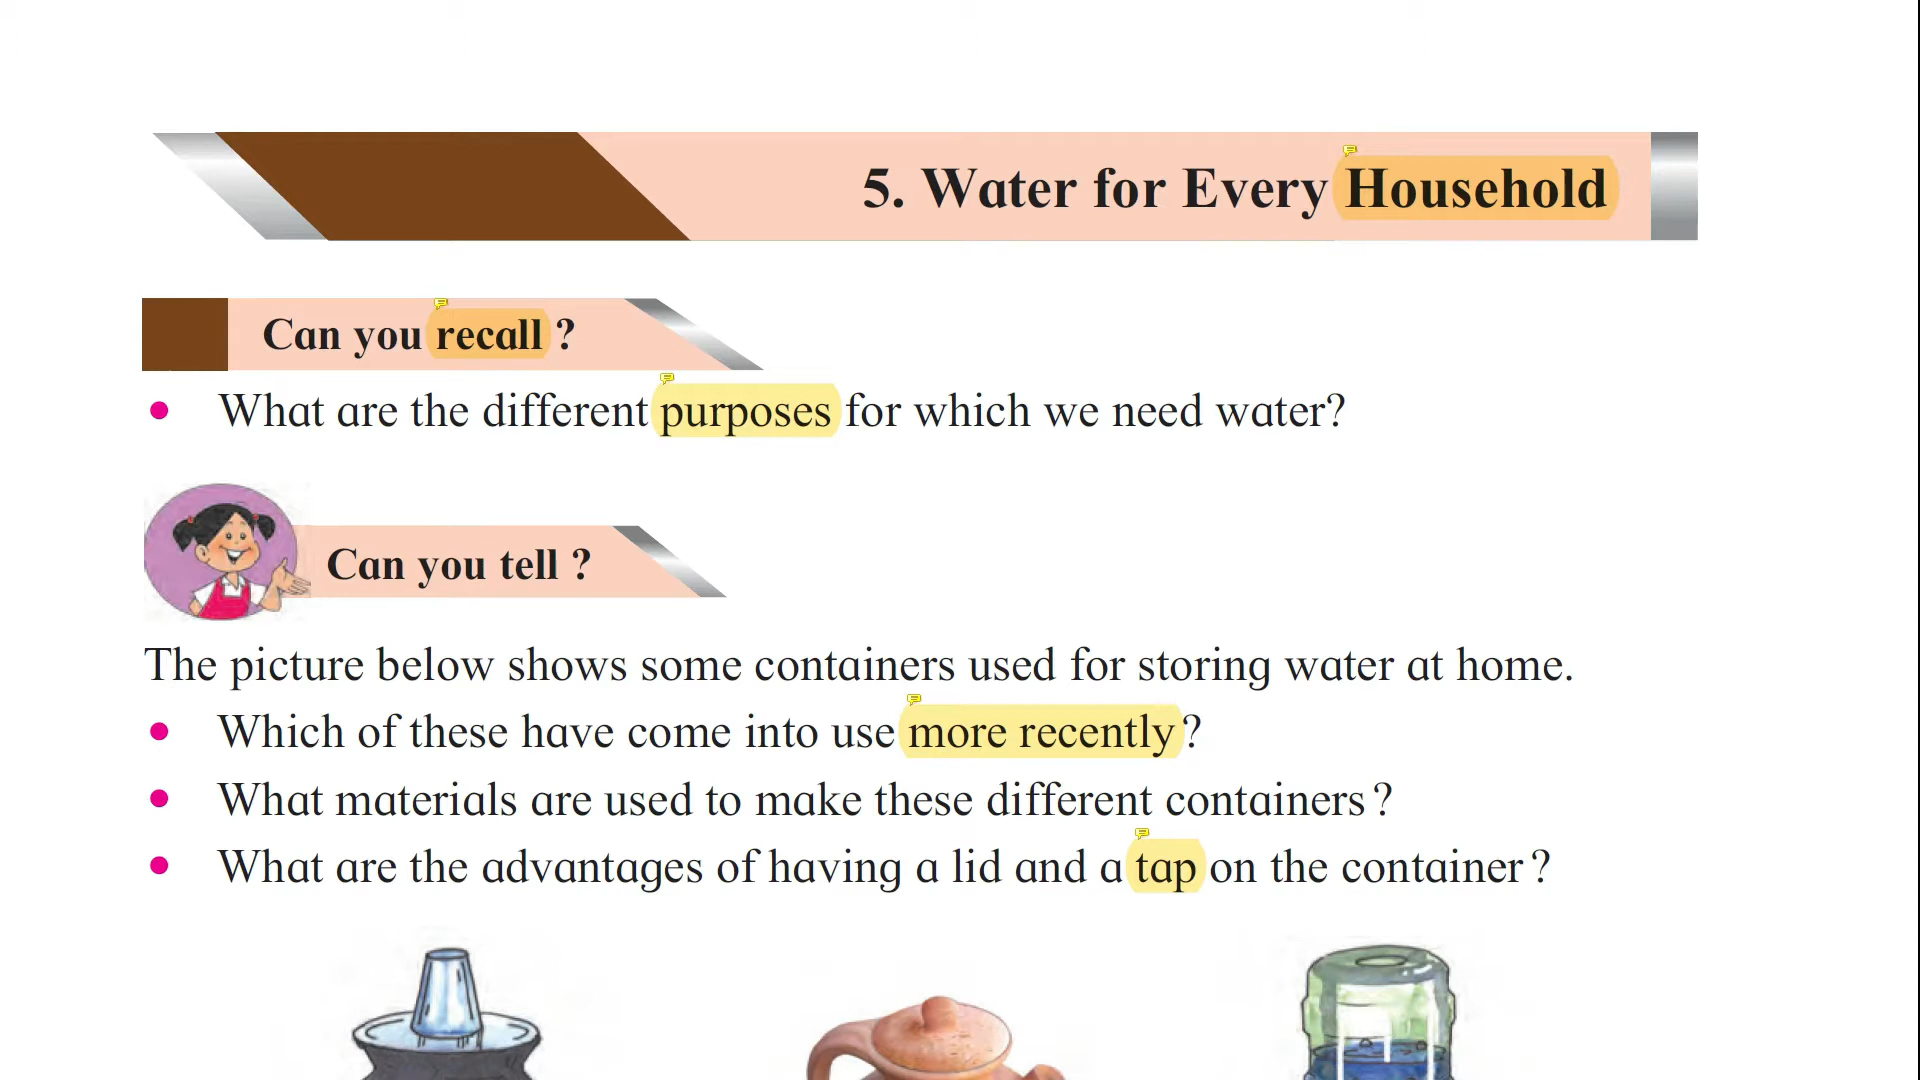 5. Water for Every Household
Can you recall ?
What are the different purposes for which we need water?
Can you tell ?
The picture below shows some containers used for storing water at home.
Which of these have come into use more recently ?
What materials are used to make these different containers ?
What are the advantages of having a lid and a tap on the container ?